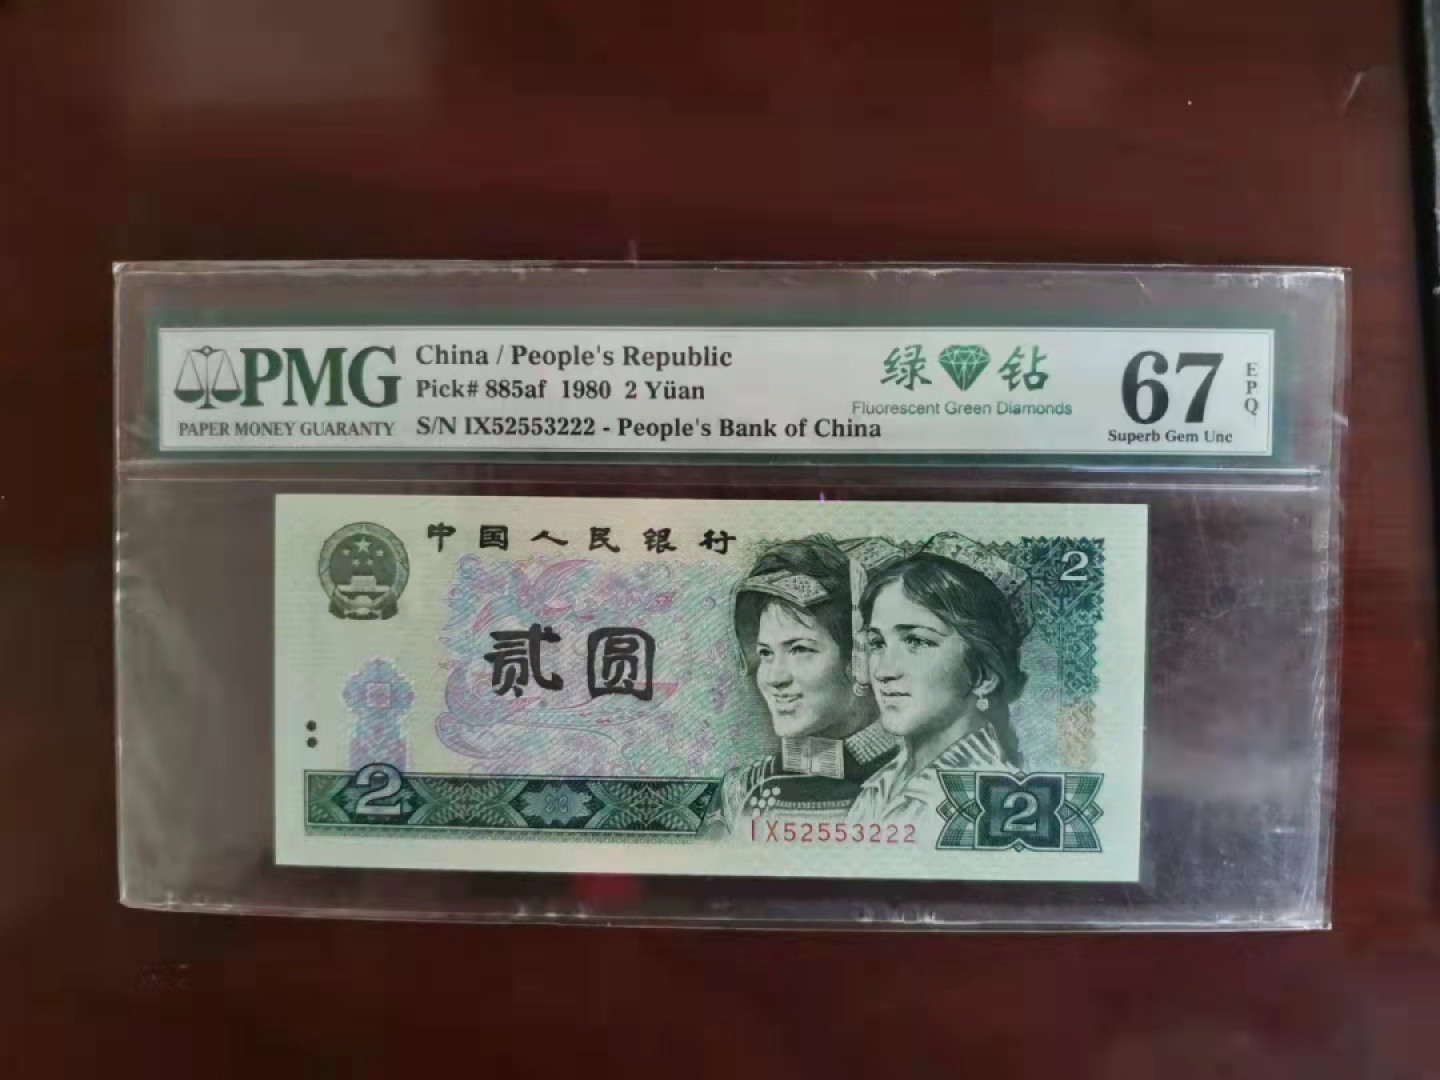 PMG
PAPER MONEY GUARANTY
China / People's Republic
Pick# 885af 1980 2 Yüan
S/N IX52553222 - People's Bank of China
绿 钻
Fluorescent Green Diamonds
67
EPQ
Superb Gem Unc
中国人民银行
2
贰圆
2
IX52553222
2